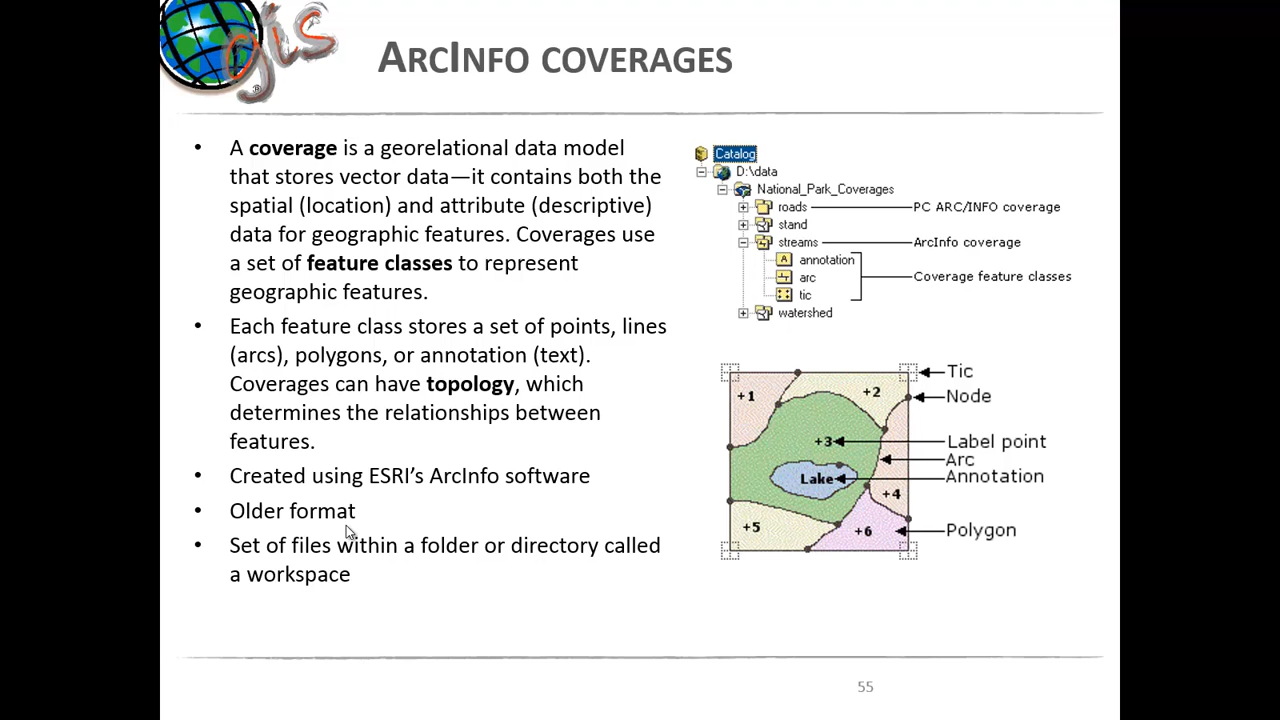 gis
®
ARCINFO COVERAGES
• A coverage is a georelational data model
that stores vector data—it contains both the
spatial (location) and attribute (descriptive)
data for geographic features. Coverages use
a set of feature classes to represent
geographic features.
• Each feature class stores a set of points, lines
(arcs), polygons, or annotation (text).
Coverages can have topology, which
determines the relationships between
features.
• Created using ESRI’s ArcInfo software
• Older format
• Set of files within a folder or directory called
a workspace
Catalog
D:\data
National_Park_Coverages
roads PC ARC/INFO coverage
stand
streams ArcInfo coverage
A annotation
arc Coverage feature classes
tic
watershed
Tic
+1 +2 Node
+3 Label point
Arc
Lake Annotation
+4
+5 +6 Polygon
55